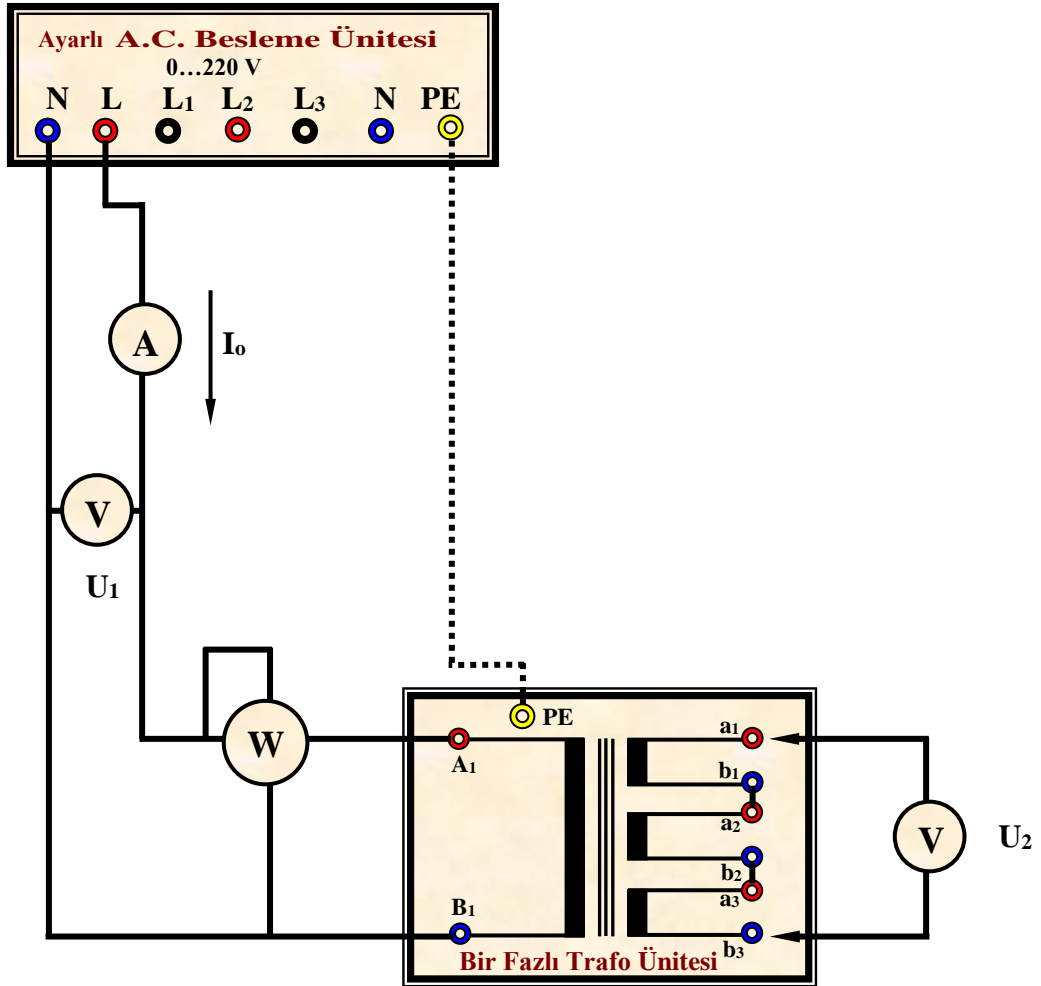 Ayarlı A.C. Besleme Ünitesi
0…220 V
N L L1 L2 L3 N PE
A
Io
V
U1
W
PE
A1
B1
a1
b1
a2
b2
a3
b3
V
U2
Bir Fazlı Trafo Ünitesi